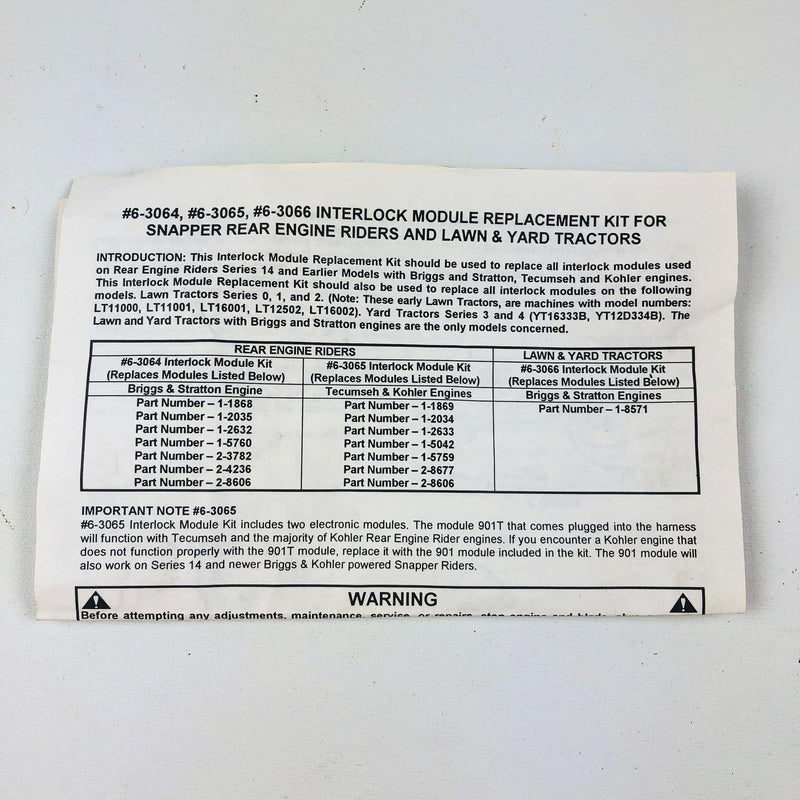 #6-3064, #6-3065, #6-3066 INTERLOCK MODULE REPLACEMENT KIT FOR
SNAPPER REAR ENGINE RIDERS AND LAWN & YARD TRACTORS
INTRODUCTION: This Interlock Module Replacement Kit should be used to replace all interlock modules used
on Rear Engine Riders Series 14 and Earlier Models with Briggs and Stratton, Tecumseh and Kohler engines.
This Interlock Module Replacement Kit should also be used to replace all interlock modules on the following
models. Lawn Tractors Series 0, 1, and 2. (Note: These early Lawn Tractors, are machines with model numbers:
LT11000, LT11001, LT16001, LT12502, LT16002). Yard Tractors Series 3 and 4 (YT16333B, YT12D334B). The
Lawn and Yard Tractors with Briggs and Stratton engines are the only models concerned.
REAR ENGINE RIDERS
#6-3064 Interlock Module Kit
(Replaces Modules Listed Below)
Briggs & Stratton Engine
Part Number – 1-1868
Part Number – 1-2035
Part Number – 1-2632
Part Number – 1-5760
Part Number – 2-3782
Part Number – 2-4236
Part Number – 2-8606
#6-3065 Interlock Module Kit
(Replaces Modules Listed Below)
Tecumseh & Kohler Engines
Part Number – 1-1869
Part Number – 1-2034
Part Number – 1-2633
Part Number – 1-5042
Part Number – 1-5759
Part Number – 2-8677
Part Number – 2-8606
LAWN & YARD TRACTORS
#6-3066 Interlock Module Kit
(Replaces Modules Listed Below)
Briggs & Stratton Engines
Part Number – 1-8571
IMPORTANT NOTE #6-3065
#6-3065 Interlock Module Kit includes two electronic modules. The module 901T that comes plugged into the harness
will function with Tecumseh and the majority of Kohler Rear Engine Rider engines. If you encounter a Kohler engine that
does not function properly with the 901T module, replace it with the 901 module included in the kit. The 901 module will
also work on Series 14 and newer Briggs & Kohler powered Snapper Riders.
WARNING
Before attempting any adjustments, maintenance, service, or repairs, stop engine and blade